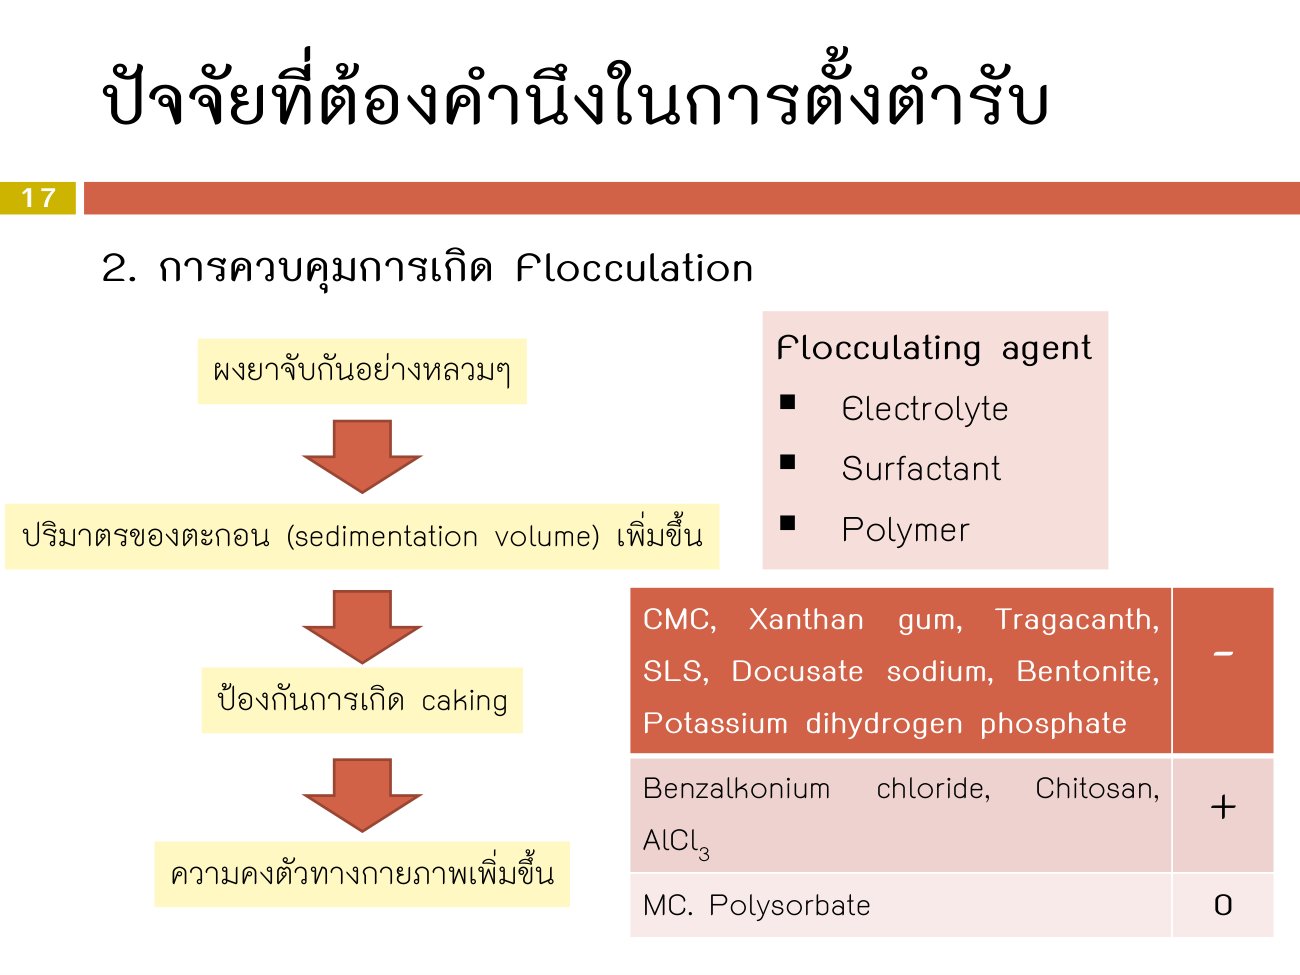 ปัจจัยที่ต้องคำนึงในการตั้งตำรับ
17
2. การควบคุมการเกิด Flocculation
ผงยาจับกันอย่างหลวมๆ
ปริมาตรของตะกอน (sedimentation volume) เพิ่มขึ้น
ป้องกันการเกิด caking
ความคงตัวทางกายภาพเพิ่มขึ้น
Flocculating agent
▪ Electrolyte
▪ Surfactant
▪ Polymer
CMC, Xanthan gum, Tragacanth,
SLS, Docusate sodium, Bentonite,
Potassium dihydrogen phosphate
-
Benzalkonium chloride, Chitosan,
AlCl3
+
MC. Polysorbate
0